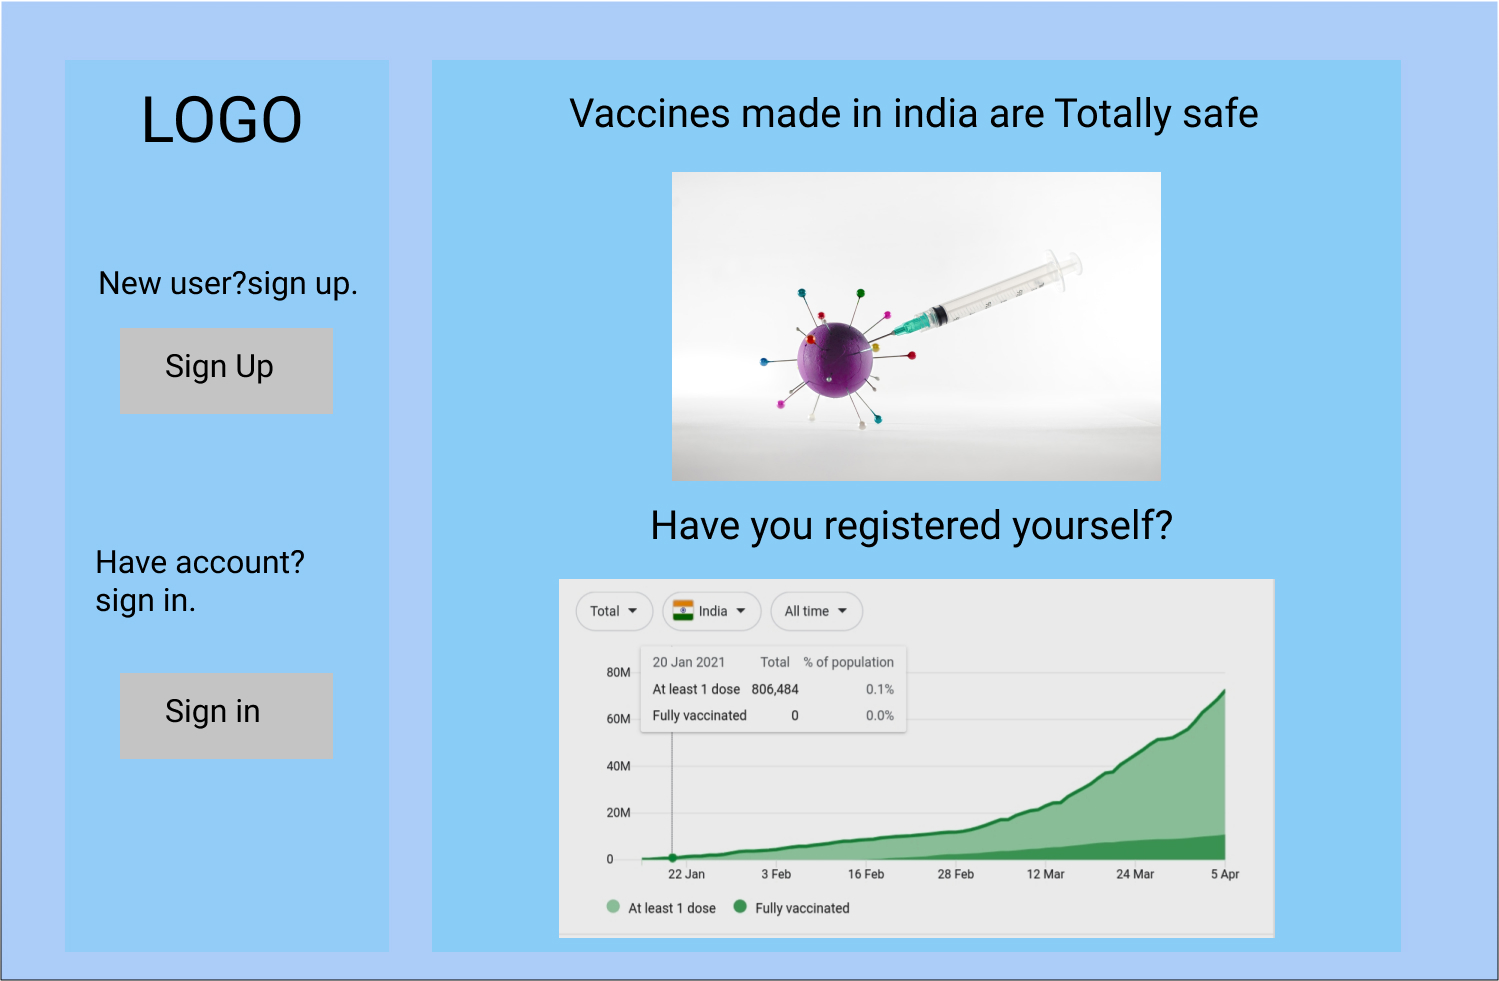 LOGO
New user?sign up.
Sign Up
Have account?
sign in.
Sign in
Vaccines made in india are Totally safe
Have you registered yourself?
Total India All time
20 Jan 2021 Total % of population
At least 1 dose 806,484 0.1%
Fully vaccinated 0 0.0%
80M
60M
40M
20M
0
22 Jan 3 Feb 16 Feb 28 Feb 12 Mar 24 Mar 5 Apr
At least 1 dose Fully vaccinated